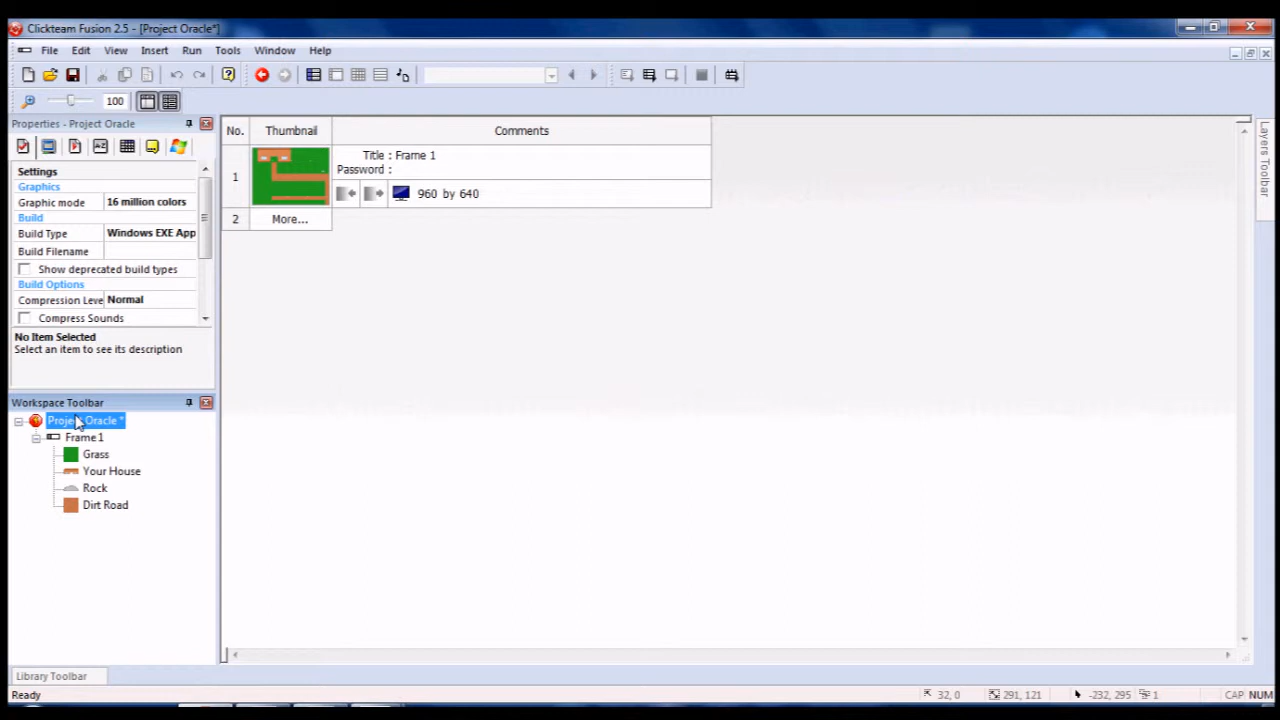 Clickteam Fusion 2.5 - [Project Oracle*]
File Edit View Insert Run Tools Window Help
100
Properties - Project Oracle
Settings
Graphics
Graphic mode 16 million colors
Build
Build Type Windows EXE App
Build Filename
Show deprecated build types
Build Options
Compression Leve Normal
Compress Sounds
No Item Selected
Select an item to see its description
Workspace Toolbar
Project Oracle *
Frame 1
Grass
Your House
Rock
Dirt Road
Library Toolbar
No. Thumbnail Comments
1
Title : Frame 1
Password :
960 by 640
2 More...
Layers Toolbar
Ready 32, 0 291, 121 -232, 295 1 CAP NUM